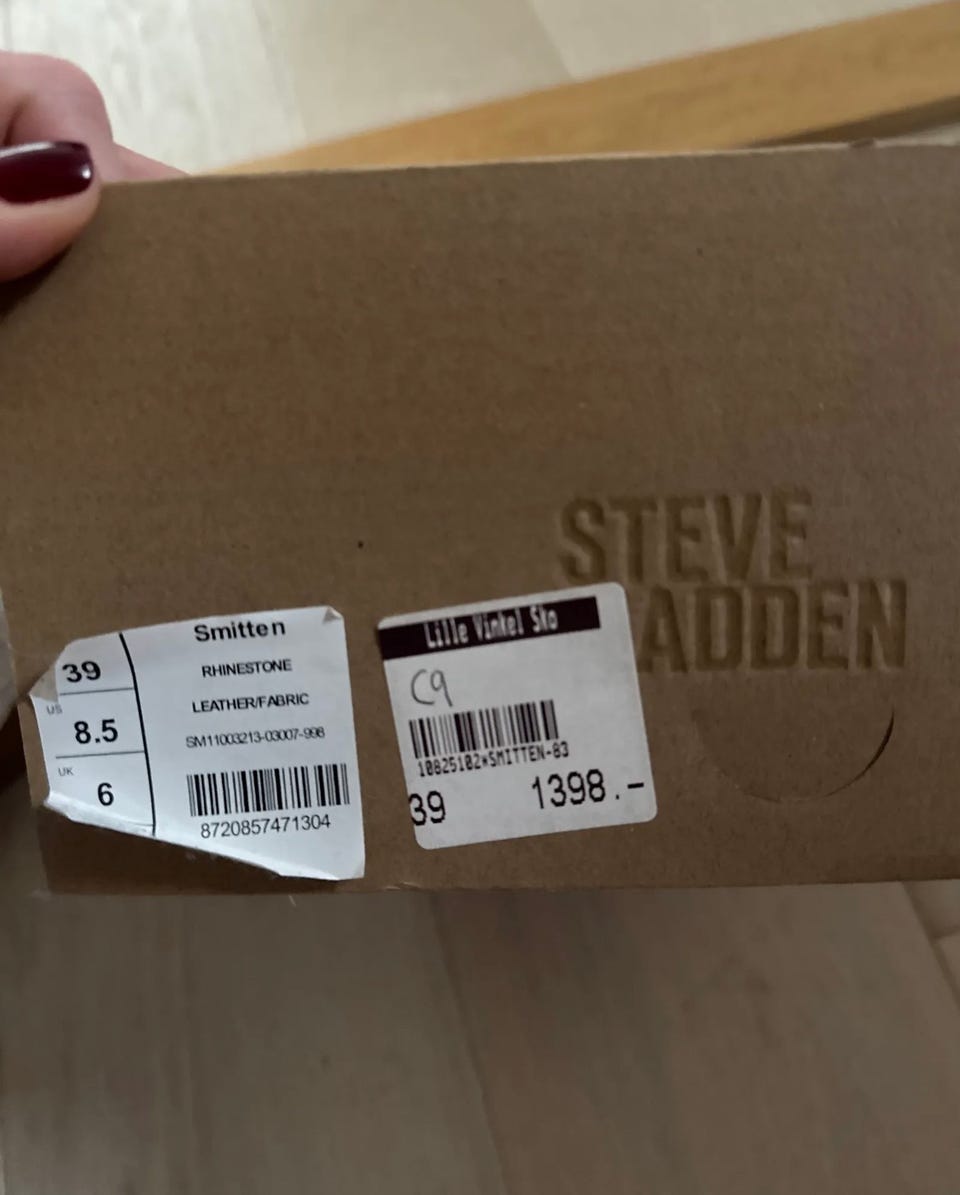 STEVE
ADDEN
39
US
8.5
UK
6
Smitten
RHINESTONE
LEATHER/FABRIC
SM11003213-03007-998
8720857471304
Lille Vinkel Sko
C9
10825102*SMITTEN-83
39 1398.-